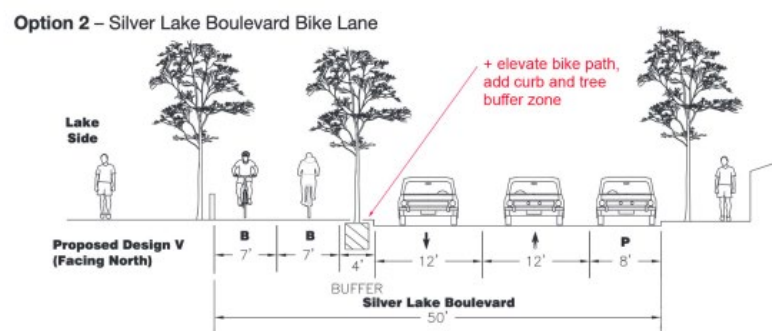 Option 2 – Silver Lake Boulevard Bike Lane
+ elevate bike path,
add curb and tree
buffer zone
Lake
Side
Proposed Design V
(Facing North)
B
B
P
7'
7'
4'
12'
12'
8'
BUFFER
Silver Lake Boulevard
50'